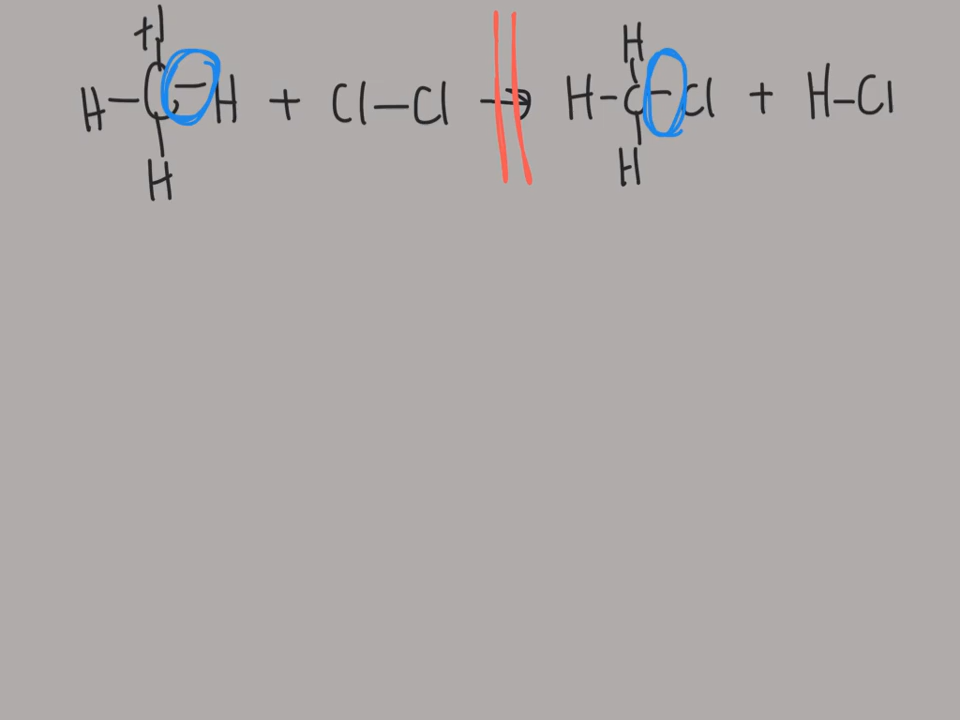 H H
H-C-H + Cl-Cl → H-C-Cl + H-Cl
H H